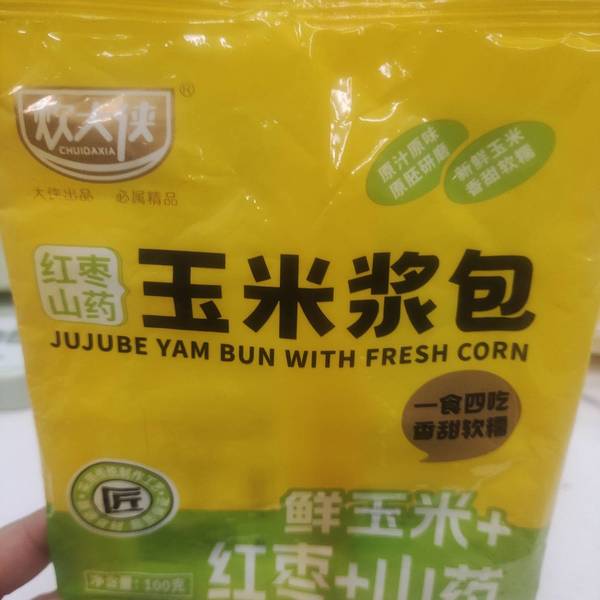 炊大侠
®
CHUIDAXIA
大侠出品 必属精品
原汁原味
原胚研磨
新鲜玉米
香甜软糯
红枣
山药
玉米浆包
JUJUBE YAM BUN WITH FRESH CORN
一食四吃
香甜软糯
匠
鲜玉米+
红枣+山药
净含量:100克